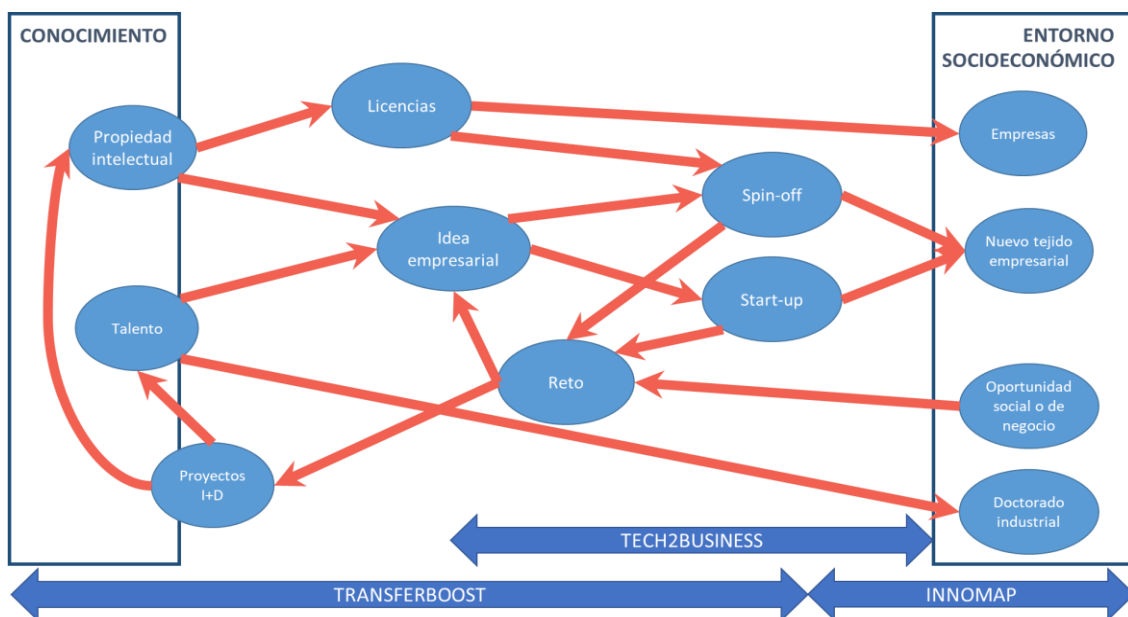 CONOCIMIENTO
ENTORNO
SOCIOECONÓMICO
Licencias
Empresas
Propiedad
intelectual
Spin-off
Idea
empresarial
Nuevo tejido
empresarial
Start-up
Talento
Reto
Oportunidad
social o de
negocio
Proyectos
I+D
Doctorado
industrial
TECH2BUSINESS
TRANSFERBOOST
INNOMAP